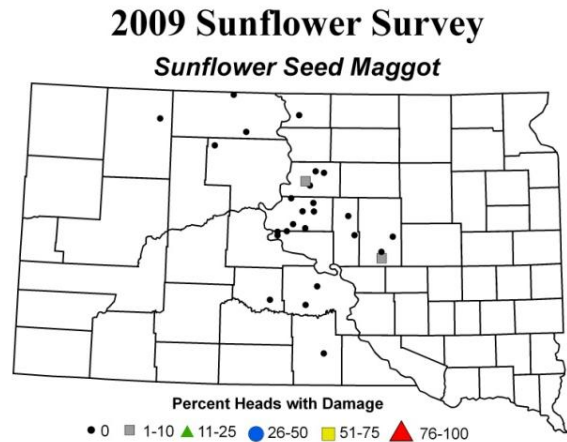 2009 Sunflower Survey
Sunflower Seed Maggot
Percent Heads with Damage
0 1-10 11-25 26-50 51-75 76-100